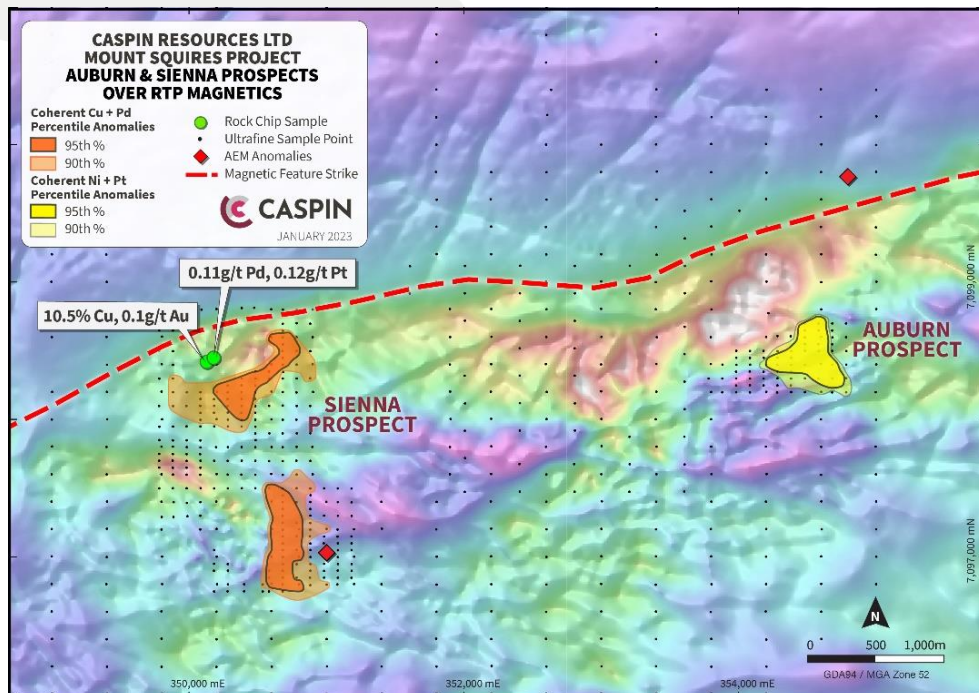 CASPIN RESOURCES LTD
MOUNT SQUIRES PROJECT
AUBURN & SIENNA PROSPECTS
OVER RTP MAGNETICS
Coherent Cu + Pd
Percentile Anomalies
95th %
90th %
Coherent Ni + Pt
Percentile Anomalies
95th %
90th %
Rock Chip Sample
Ultrafine Sample Point
AEM Anomalies
Magnetic Feature Strike
CASPIN
JANUARY 2023
0.11g/t Pd, 0.12g/t Pt
10.5% Cu, 0.1g/t Au
SIENNA
PROSPECT
AUBURN
PROSPECT
7,099,000 mN
7,097,000 mN
N
0 500 1,000m
GDA94 / MGA Zone 52
350,000 mE
352,000 mE
354,000 mE